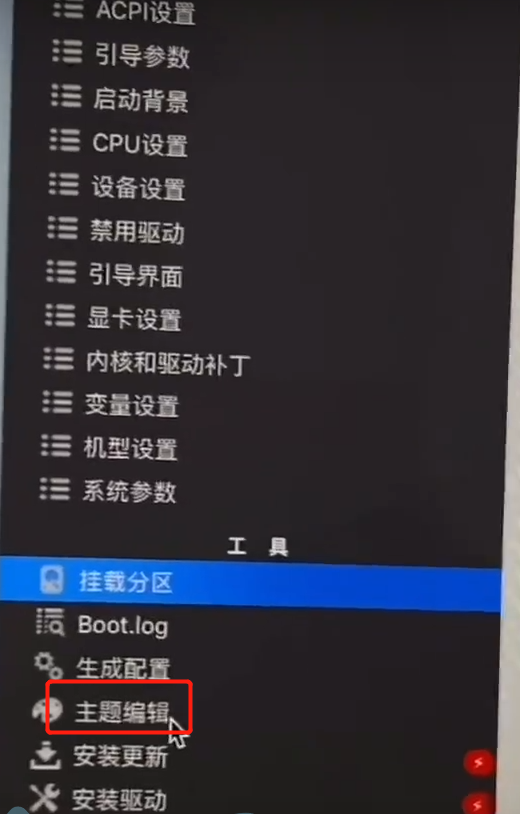 ACPI设置
引导参数
启动背景
CPU设置
设备设置
禁用驱动
引导界面
显卡设置
内核和驱动补丁
变量设置
机型设置
系统参数
工 具
挂载分区
Boot.log
生成配置
主题编辑
安装更新
安装驱动